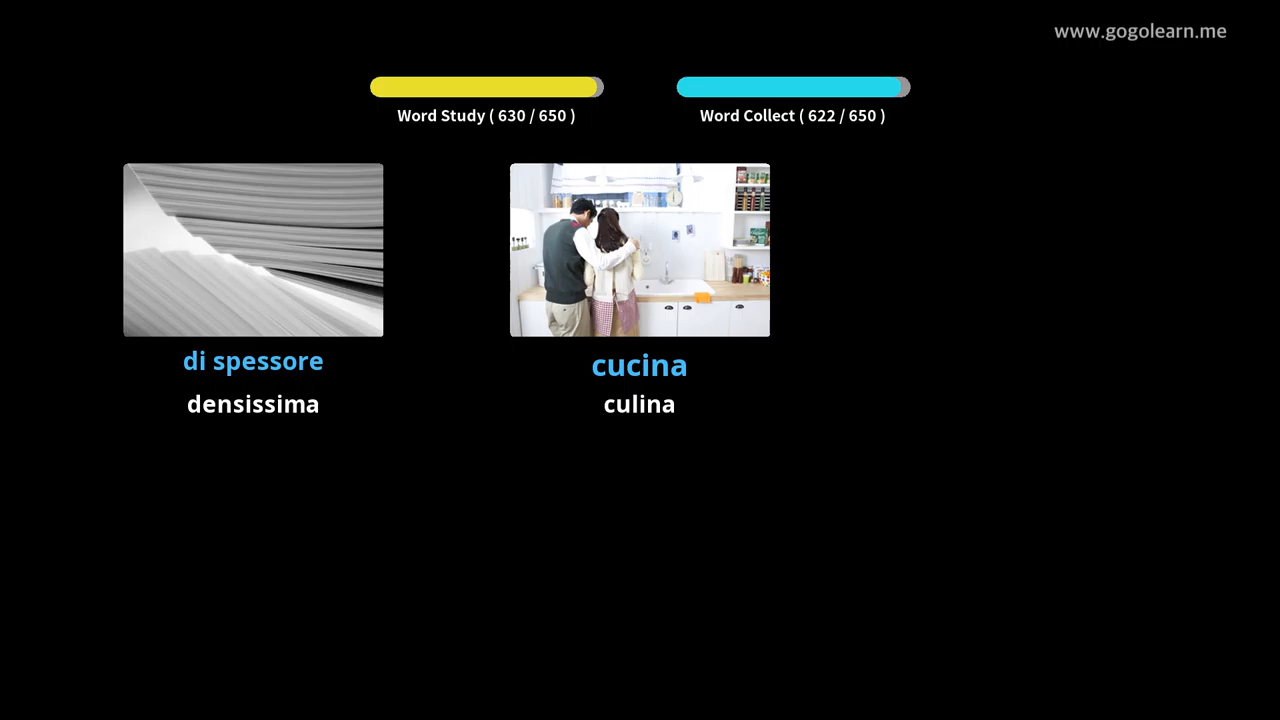 www.gogolearn.me
Word Study ( 630 / 650 )
Word Collect ( 622 / 650 )
di spessore
densissima
cucina
culina